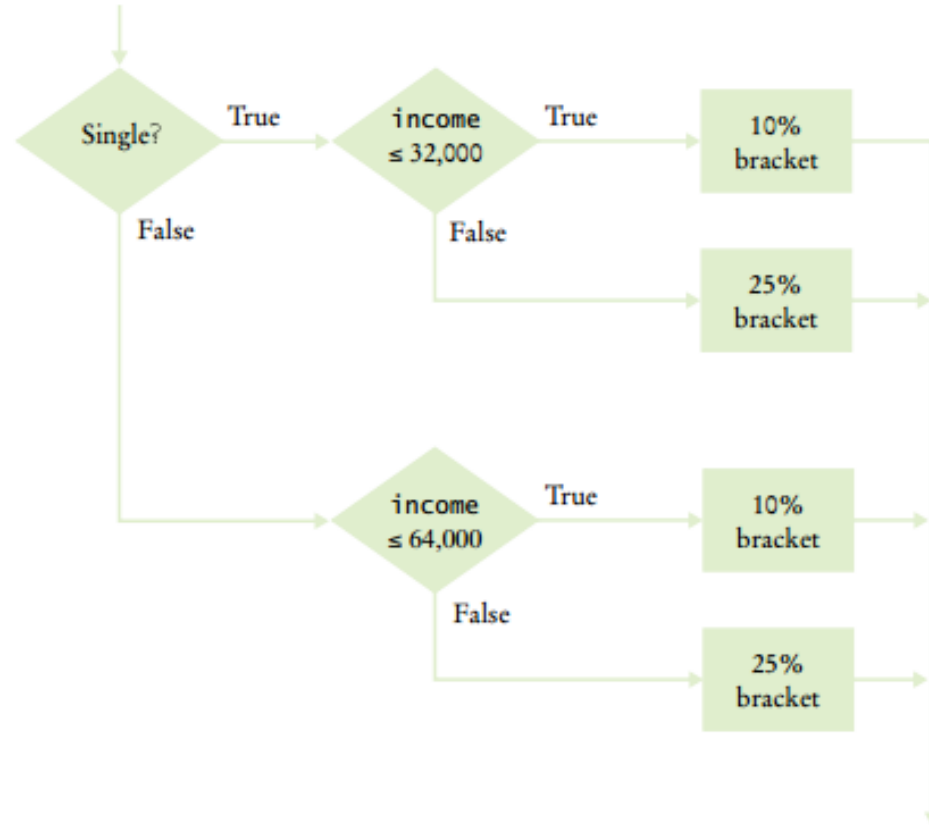 Single?
True
income
≤ 32,000
True
10%
bracket
False
False
25%
bracket
income
≤ 64,000
True
10%
bracket
False
25%
bracket